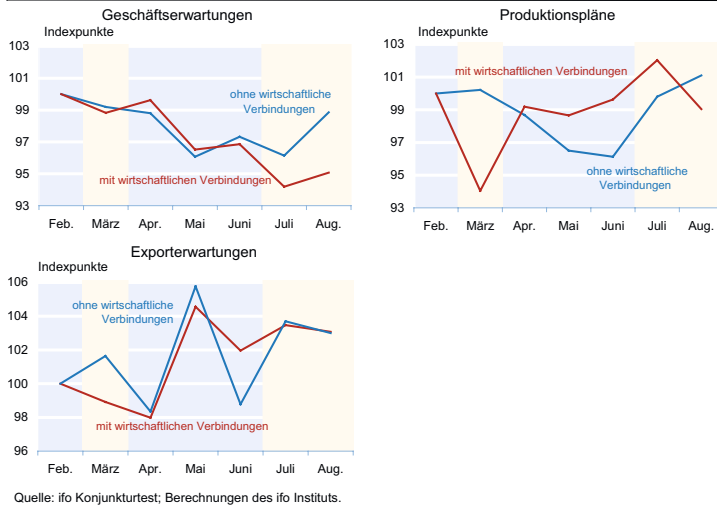 Geschäftserwartungen
Indexpunkte
103
101
99
97
95
93
ohne wirtschaftliche
Verbindungen
mit wirtschaftlichen Verbindungen
Feb. März Apr. Mai Juni Juli Aug.
Produktionspläne
Indexpunkte
103
101
99
97
95
93
mit wirtschaftlichen Verbindungen
ohne wirtschaftliche
Verbindungen
Feb. März Apr. Mai Juni Juli Aug.
Exporterwartungen
Indexpunkte
106
104
102
100
98
96
ohne wirtschaftliche
Verbindungen
mit wirtschaftlichen Verbindungen
Feb. März Apr. Mai Juni Juli Aug.
Quelle: ifo Konjunkturtest; Berechnungen des ifo Instituts.